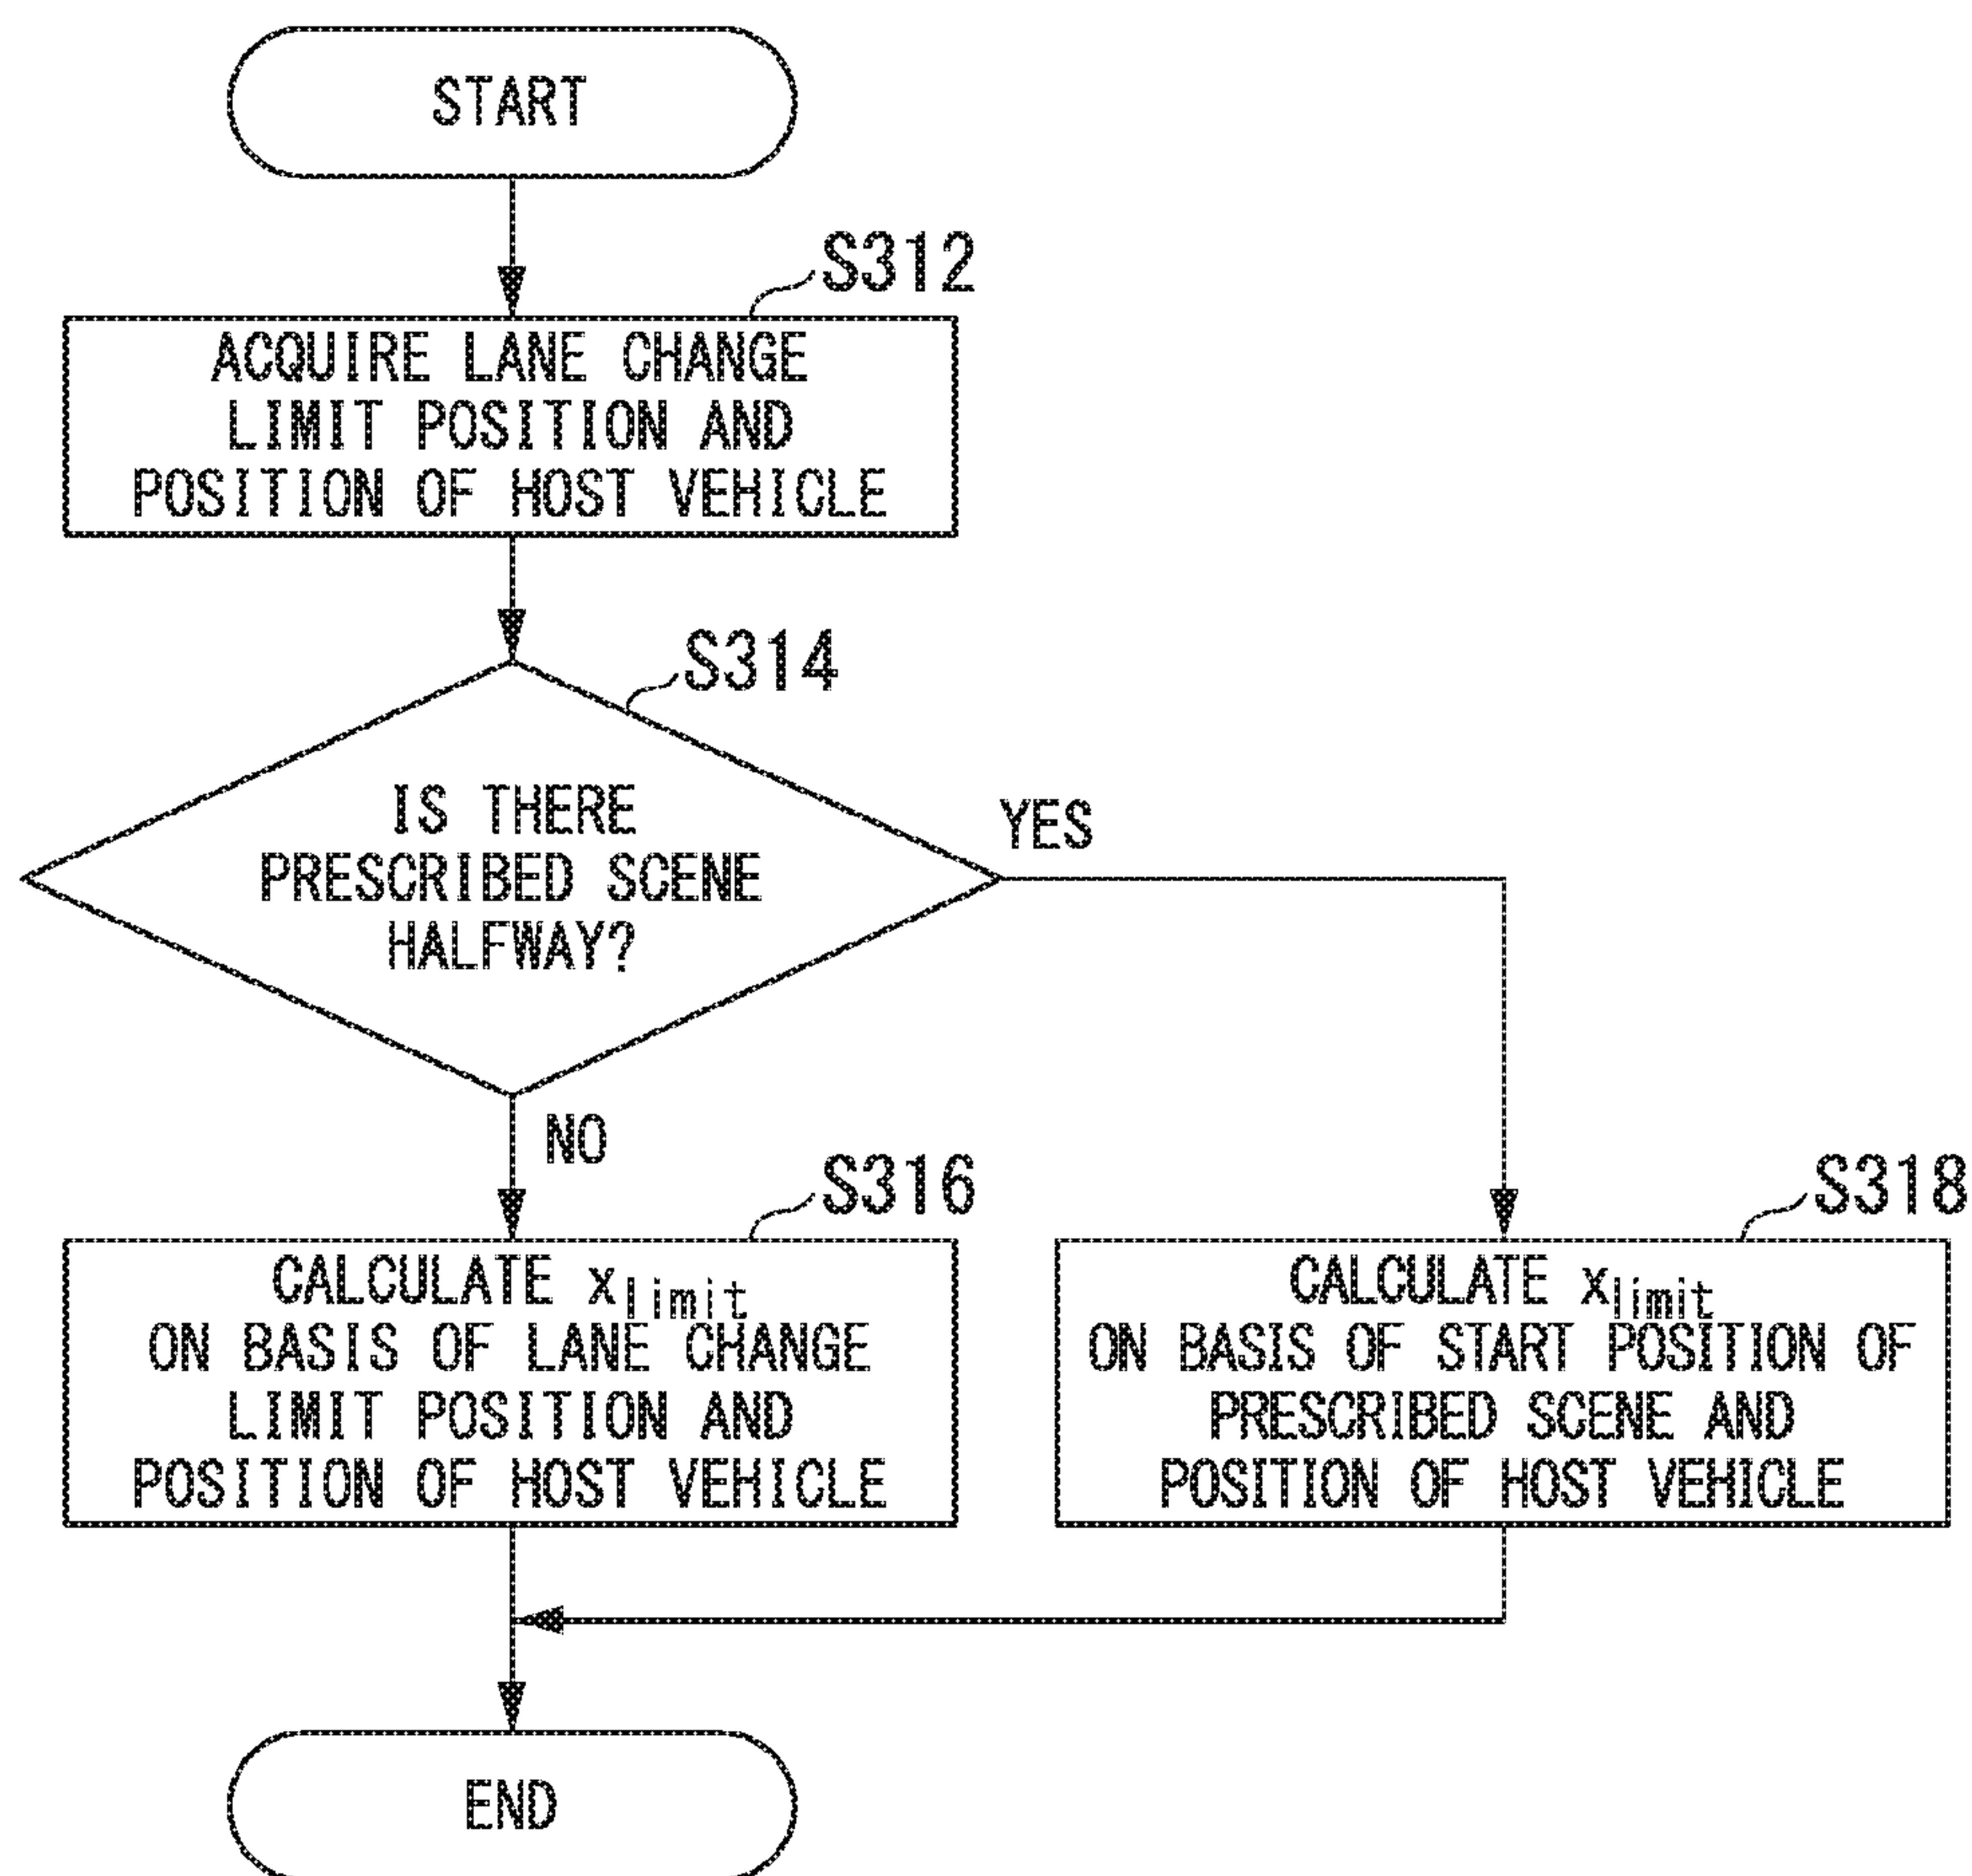 START
S312
ACQUIRE LANE CHANGE
LIMIT POSITION AND
POSITION OF HOST VEHICLE
S314
IS THERE
PRESCRIBED SCENE
HALFWAY?
YES
NO
S316
CALCULATE xlimit
ON BASIS OF LANE CHANGE
LIMIT POSITION AND
POSITION OF HOST VEHICLE
S318
CALCULATE xlimit
ON BASIS OF START POSITION OF
PRESCRIBED SCENE AND
POSITION OF HOST VEHICLE
END